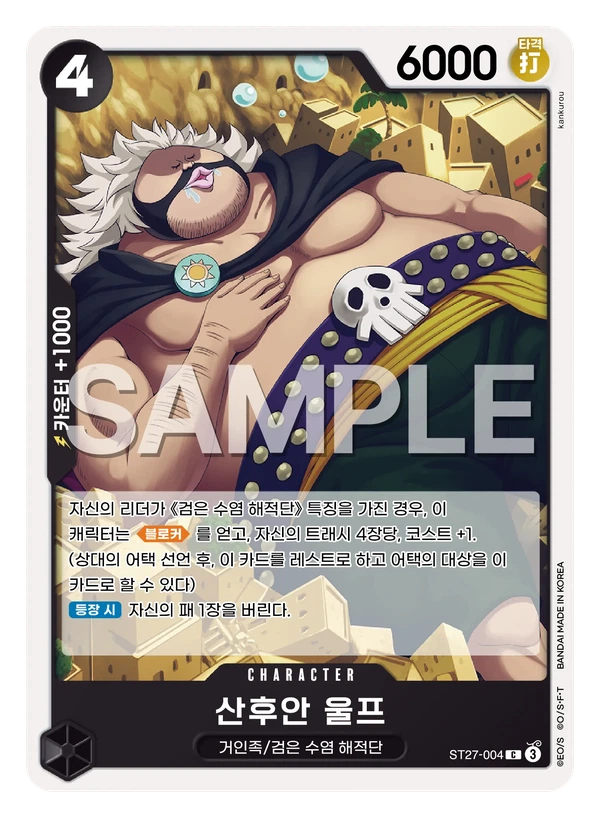 4
6000
타격
打
kankurou
카운터 +1000
SAMPLE
자신의 리더가 《검은 수염 해적단》 특징을 가진 경우, 이
캐릭터는 블로커 를 얻고, 자신의 트래시 4장당, 코스트 +1.
(상대의 어택 선언 후, 이 카드를 레스트로 하고 어택의 대상을 이
카드로 할 수 있다)
등장 시 자신의 패 1장을 버린다.
CHARACTER
산후안 울프
거인족/검은 수염 해적단
ST27-004 C 3
©EO/S ©O/S·F·T BANDAI MADE IN KOREA